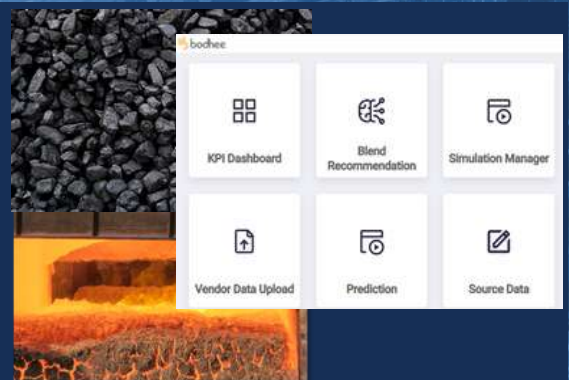 bodhee
KPI Dashboard
Blend
Recommendation
Simulation Manager
Vendor Data Upload
Prediction
Source Data